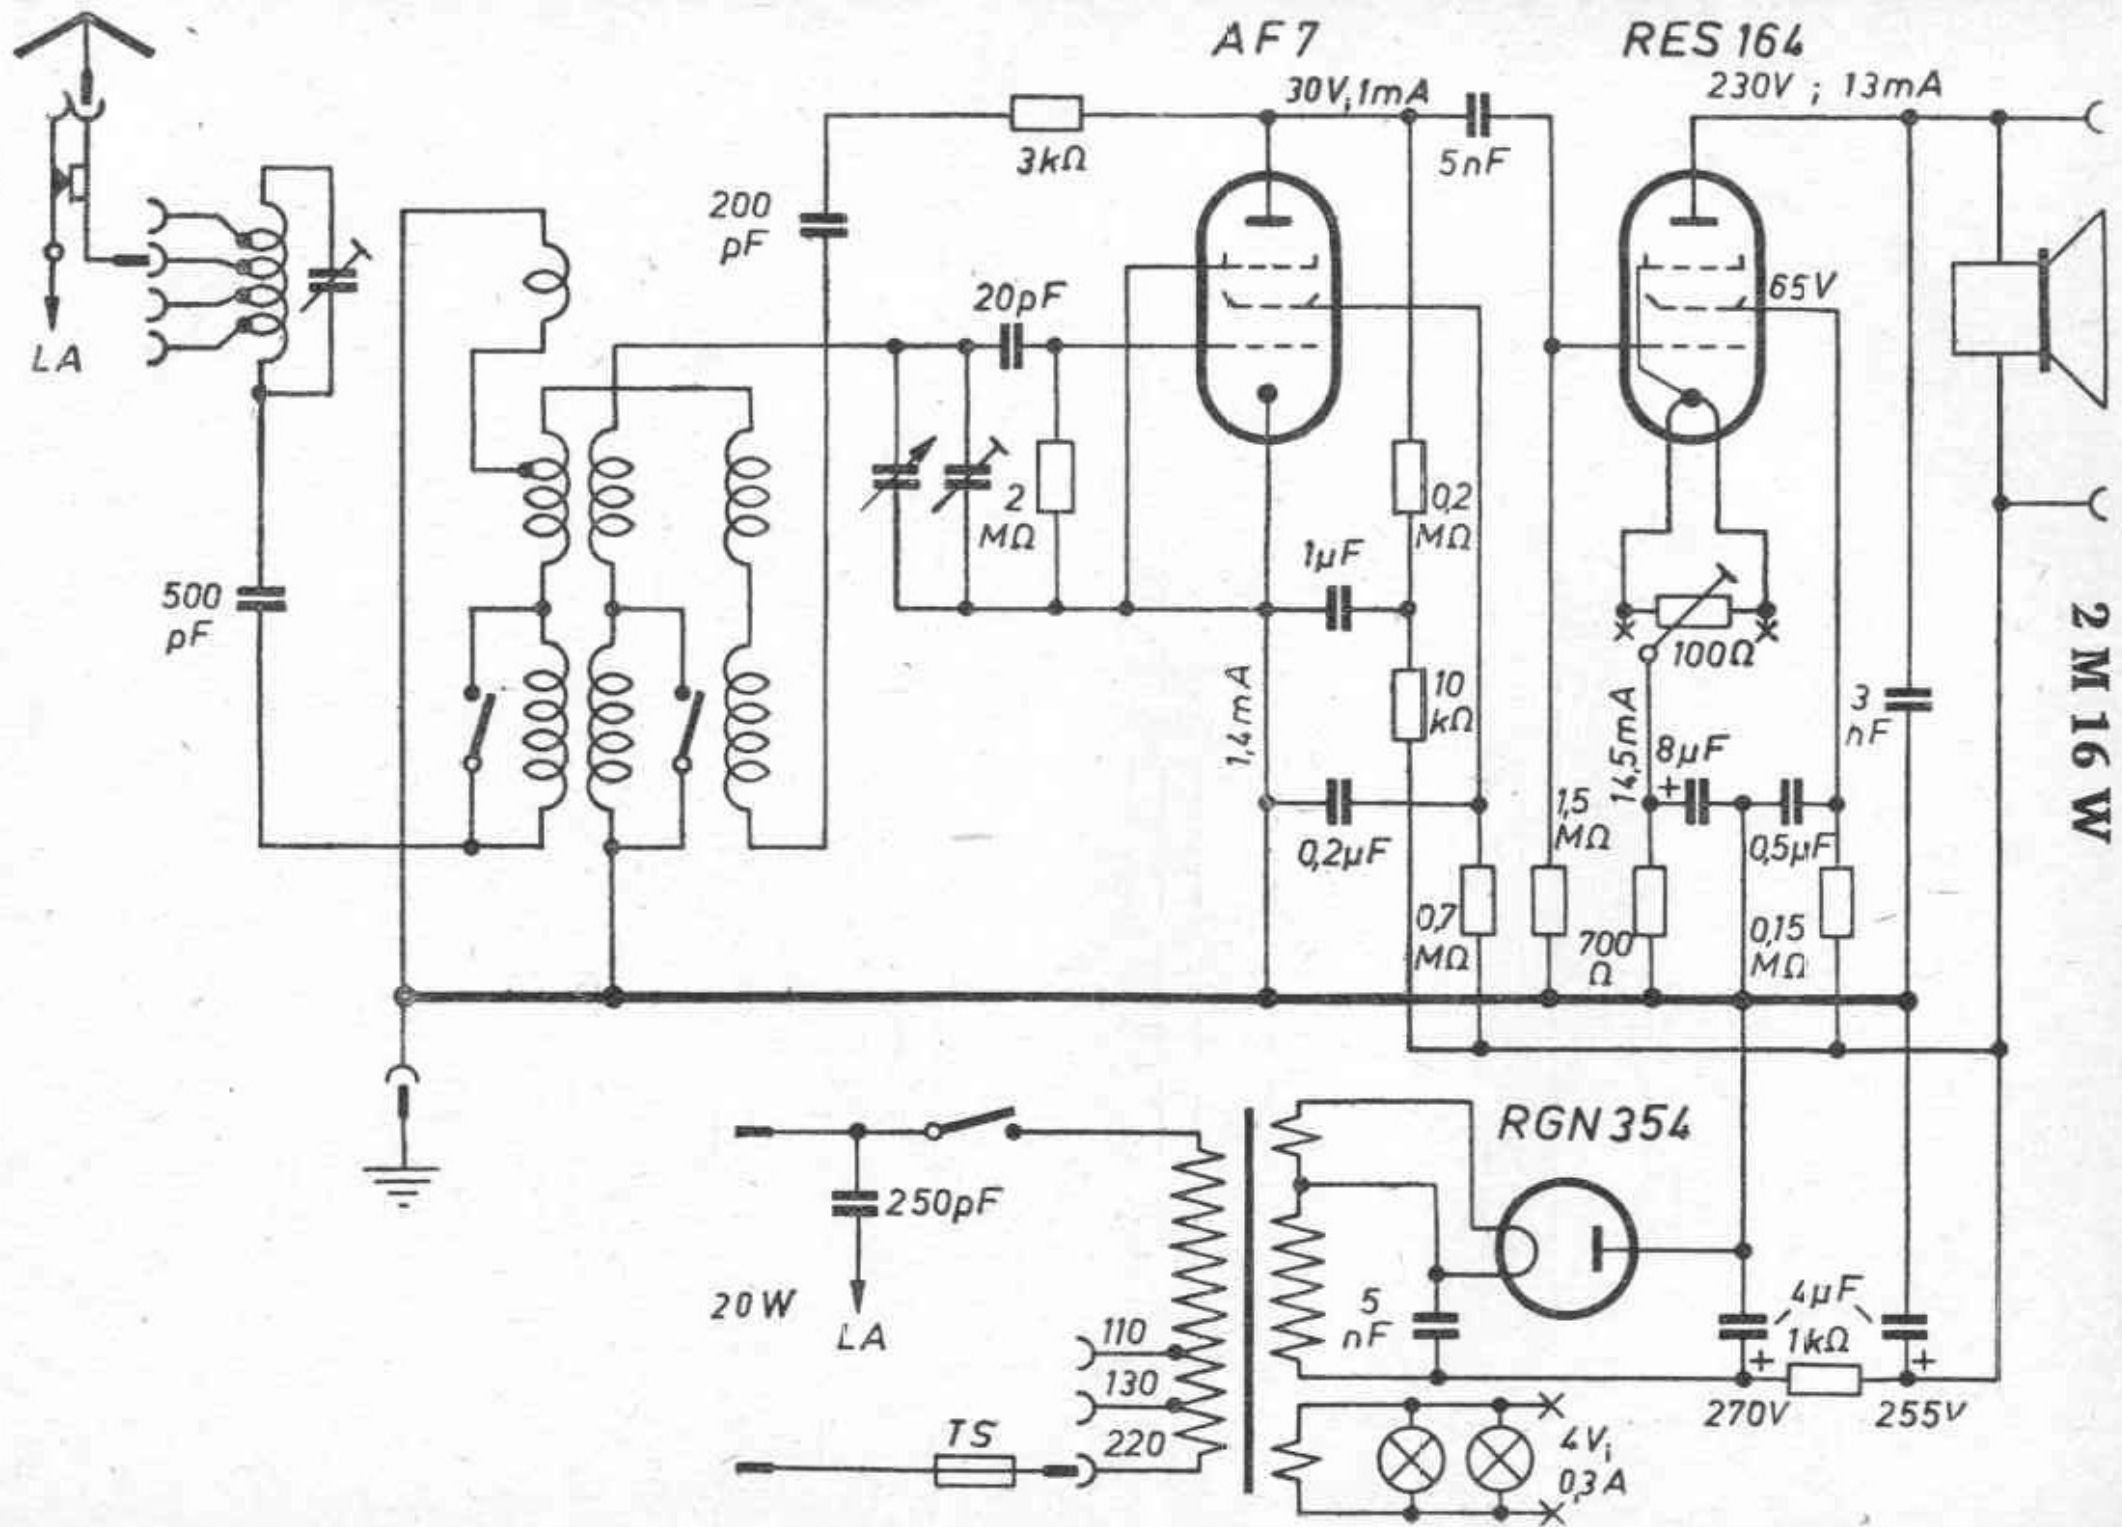 AF7
RES 164
30V; 1mA
230V ; 13mA
3kΩ
5nF
200
pF
20pF
65V
LA
2
MΩ
0,2
MΩ
1µF
500
pF
100Ω
1,4mA
10
kΩ
14,5mA
8µF
+
3
nF
2 M 16 W
0,2µF
1,5
MΩ
0,5µF
0,7
MΩ
700
Ω
0,15
MΩ
RGN 354
250pF
20W
LA
5
nF
4µF
1kΩ
+
+
110
130
220
270V
255V
TS
4V;
0,3A